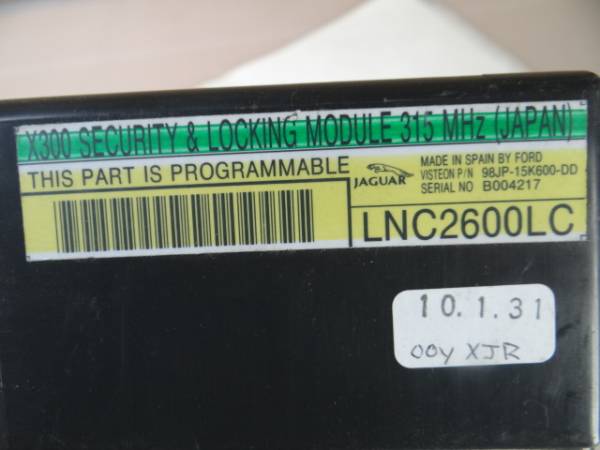 X300 SECURITY & LOCKING MODULE 315 MHz (JAPAN)
THIS PART IS PROGRAMMABLE
JAGUAR
MADE IN SPAIN BY FORD
VISTEON P/N 98JP-15K600-DD
SERIAL NO B004217
LNC2600LC
10.1.31
00y XJR